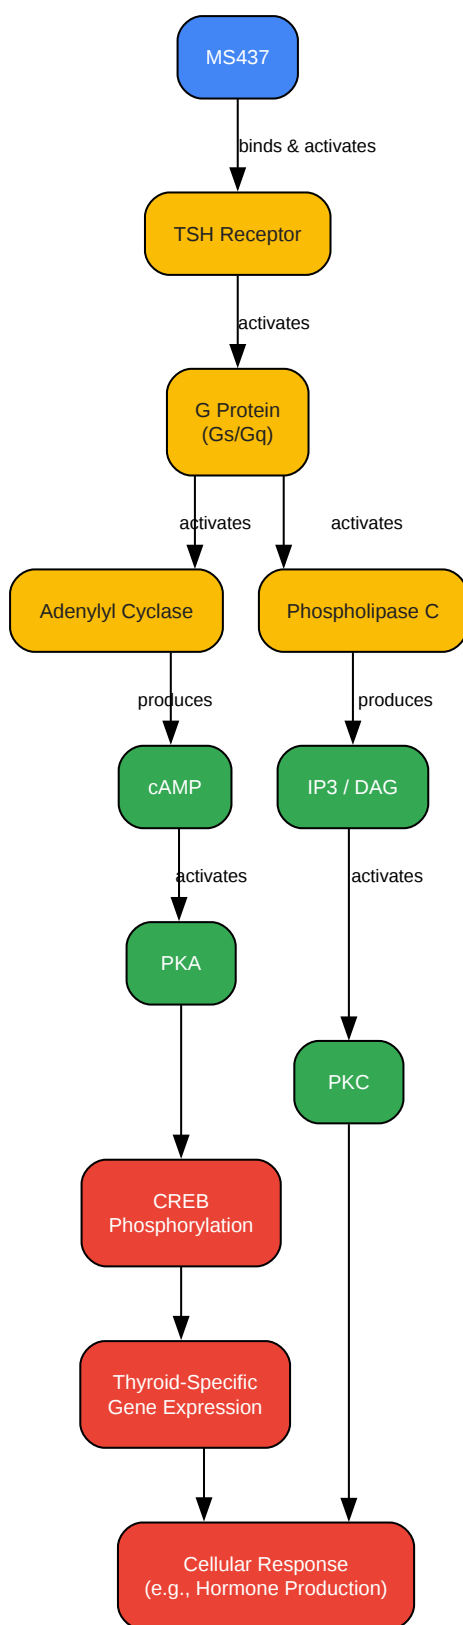 MS437
binds & activates
TSH Receptor
activates
G Protein
(Gs/Gq)
activates
activates
Adenylyl Cyclase
Phospholipase C
produces
produces
cAMP
IP3 / DAG
activates
activates
PKA
PKC
CREB
Phosphorylation
Thyroid-Specific
Gene Expression
Cellular Response
(e.g., Hormone Production)